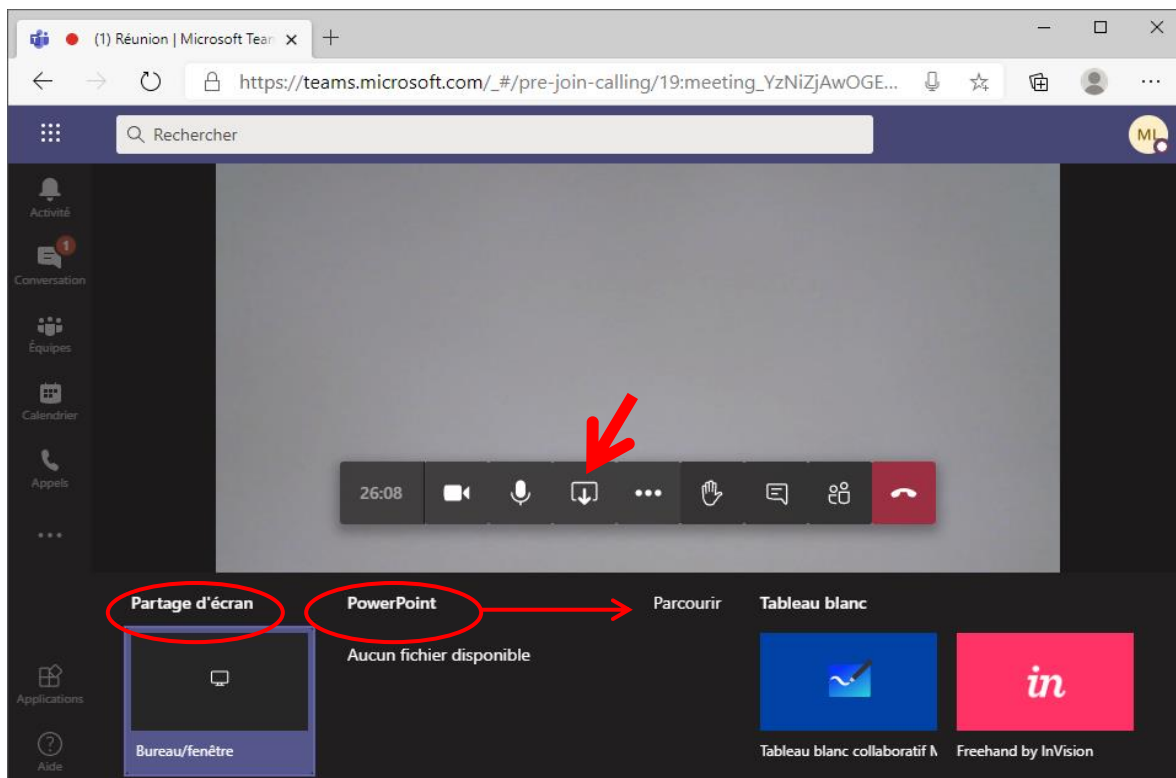 (1) Réunion | Microsoft Tear
https://teams.microsoft.com/_#/pre-join-calling/19:meeting_YzNiZjAwOGE...
Rechercher
ML
Activité
1
Conversation
Équipes
Calendrier
Appels
26:08
Partage d'écran
PowerPoint
Parcourir
Tableau blanc
Aucun fichier disponible
in
Applications
Bureau/fenêtre
Tableau blanc collaboratif M
Freehand by InVision
Aide